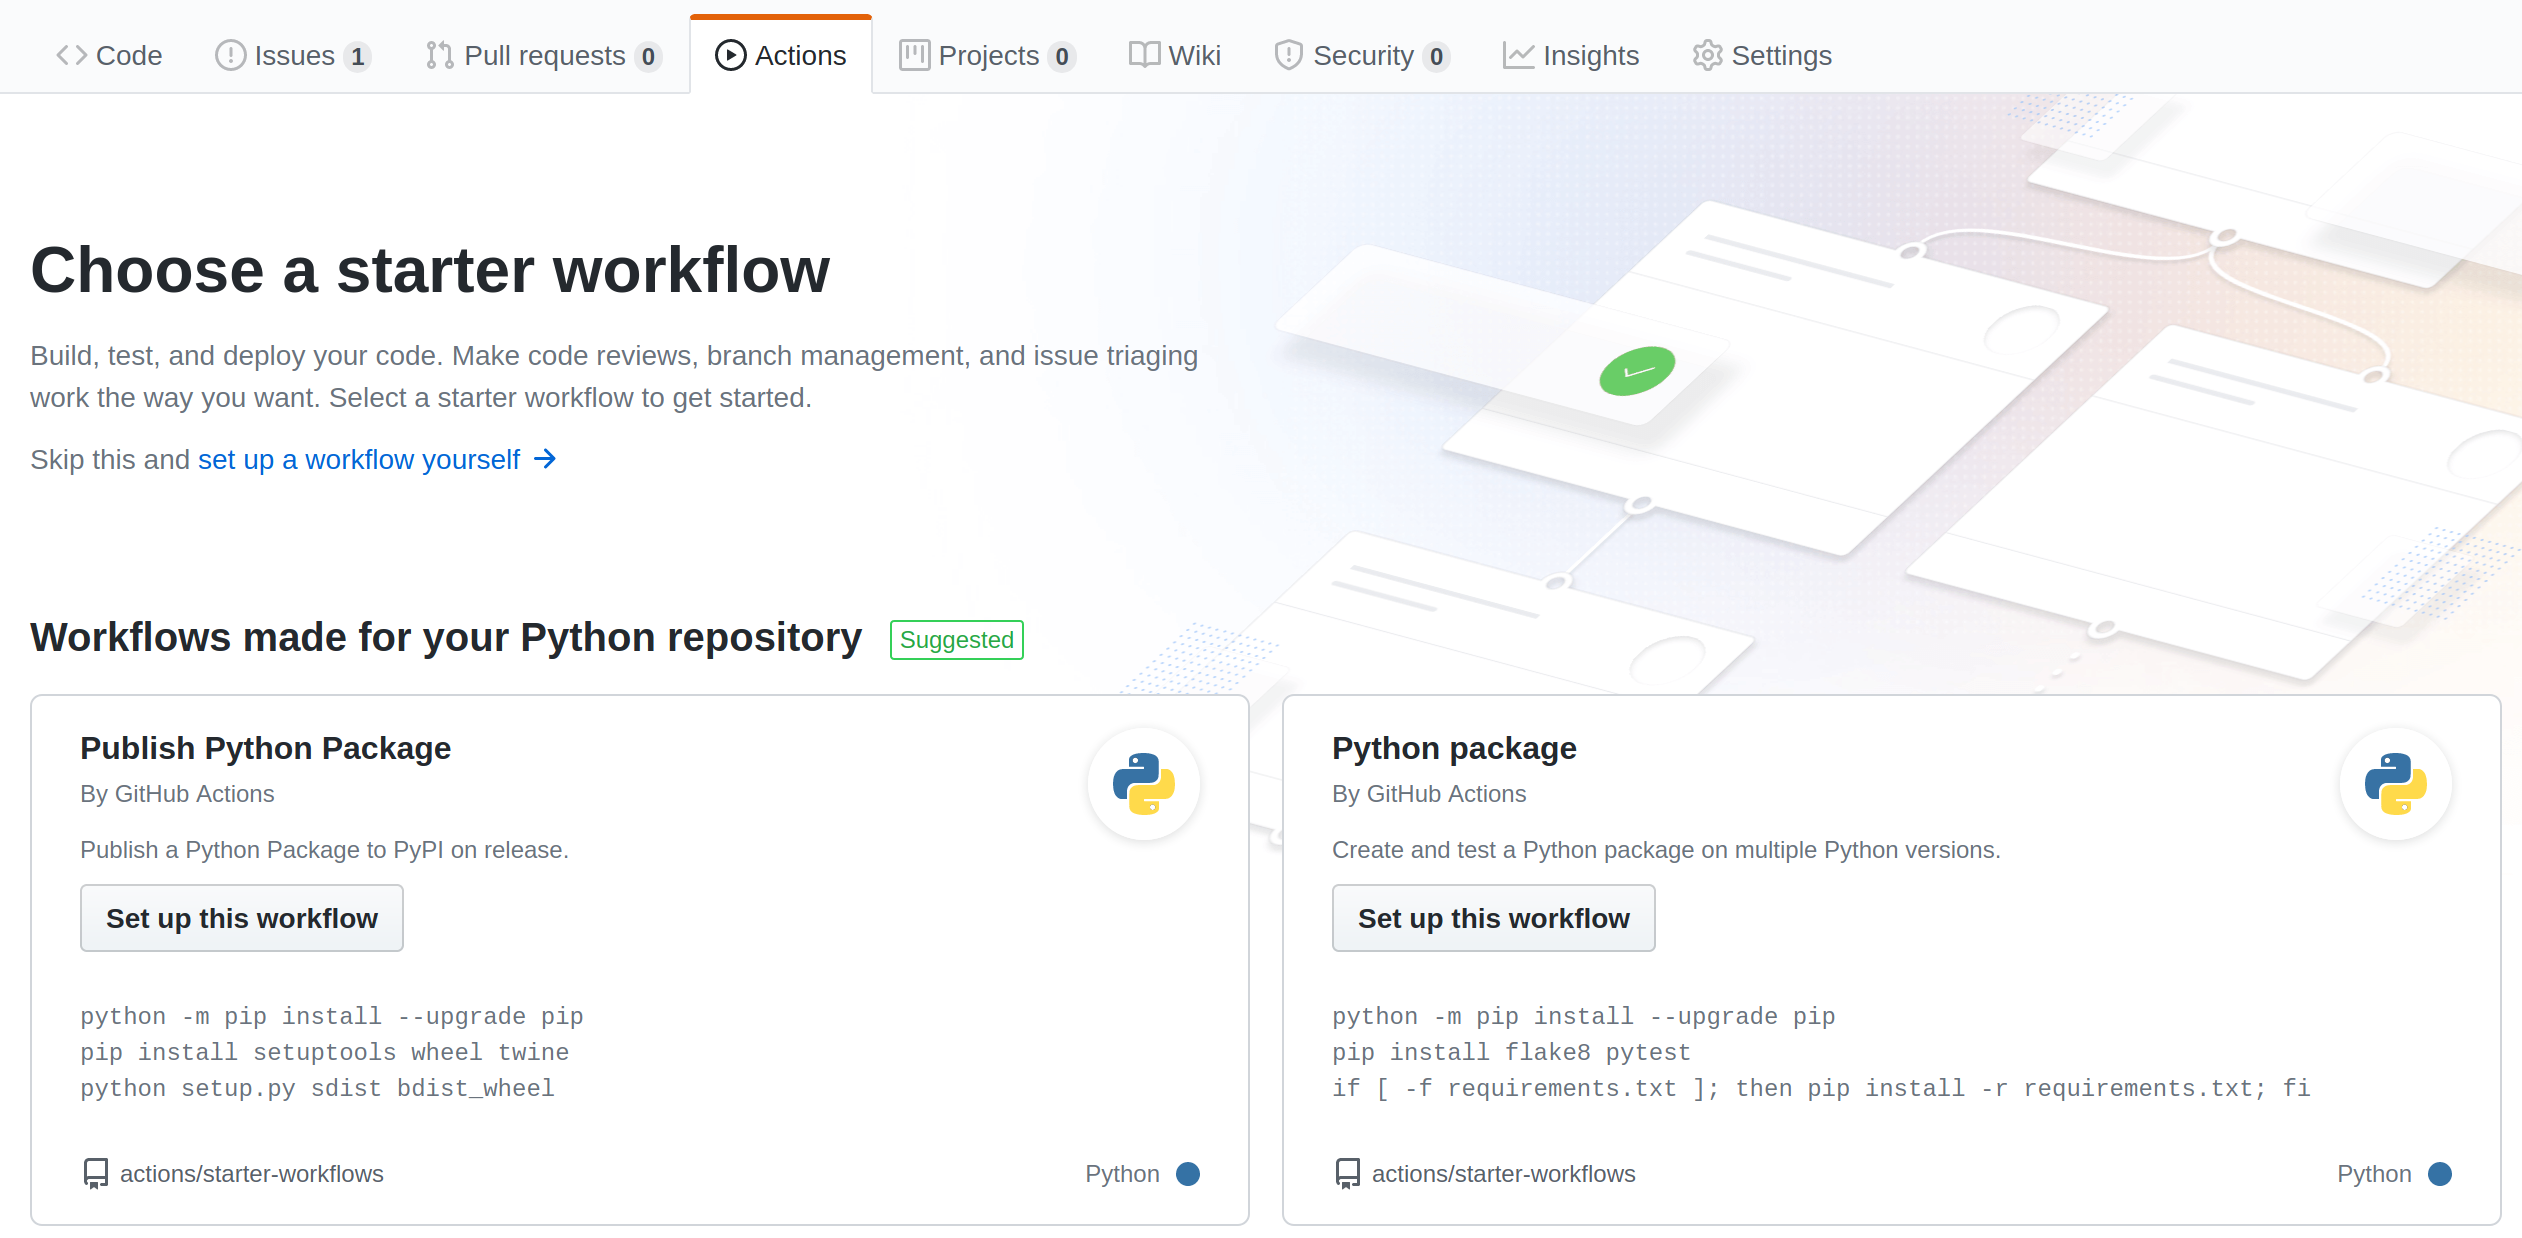 Code Issues 1 Pull requests 0 Actions Projects 0 Wiki Security 0 Insights Settings
Choose a starter workflow
Build, test, and deploy your code. Make code reviews, branch management, and issue triaging
work the way you want. Select a starter workflow to get started.
Skip this and set up a workflow yourself →
Workflows made for your Python repository Suggested
Publish Python Package
By GitHub Actions
Publish a Python Package to PyPI on release.
Set up this workflow
python -m pip install --upgrade pip
pip install setuptools wheel twine
python setup.py sdist bdist_wheel
actions/starter-workflows Python
Python package
By GitHub Actions
Create and test a Python package on multiple Python versions.
Set up this workflow
python -m pip install --upgrade pip
pip install flake8 pytest
if [ -f requirements.txt ]; then pip install -r requirements.txt; fi
actions/starter-workflows Python